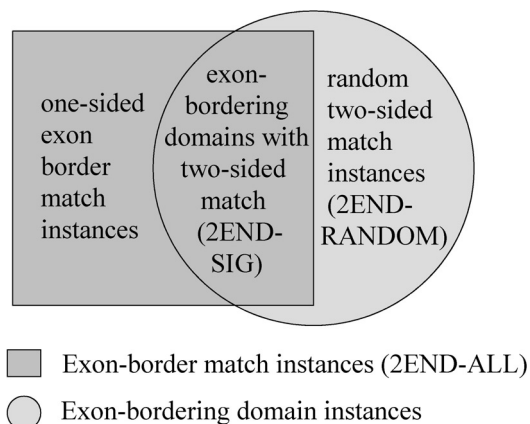 one-sided
exon
border
match
instances
exon-
bordering
domains with
two-sided
match
(2END-
SIG)
random
two-sided
match
instances
(2END-
RANDOM)
Exon-border match instances (2END-ALL)
Exon-bordering domain instances